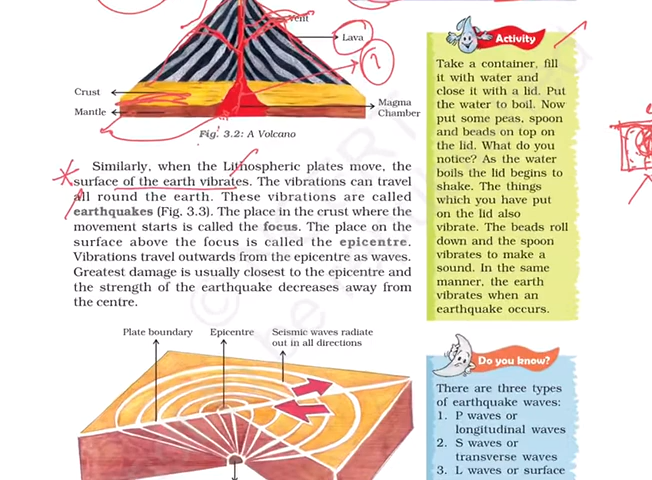 Vent
Lava
?
Crust
Mantle
Magma
Chamber
Fig. 3.2: A Volcano
Similarly, when the Lithospheric plates move, the
surface of the earth vibrates. The vibrations can travel
all round the earth. These vibrations are called
earthquakes (Fig. 3.3). The place in the crust where the
movement starts is called the focus. The place on the
surface above the focus is called the epicentre.
Vibrations travel outwards from the epicentre as waves.
Greatest damage is usually closest to the epicentre and
the strength of the earthquake decreases away from
the centre.
Plate boundary
Epicentre
Seismic waves radiate
out in all directions
Activity
Take a container, fill
it with water and
close it with a lid. Put
the water to boil. Now
put some peas, spoon
and beads on top on
the lid. What do you
notice? As the water
boils the lid begins to
shake. The things
which you have put
on the lid also
vibrate. The beads roll
down and the spoon
vibrates to make a
sound. In the same
manner, the earth
vibrates when an
earthquake occurs.
Do you know?
There are three types
of earthquake waves:
1. P waves or
longitudinal waves
2. S waves or
transverse waves
3. L waves or surface